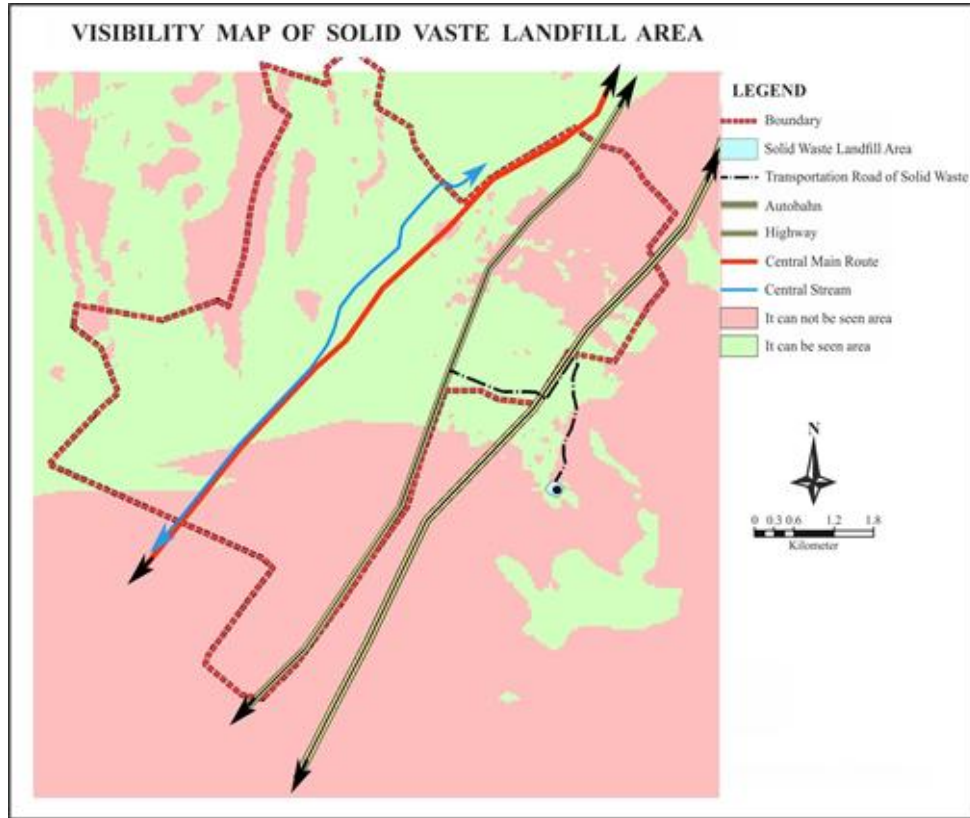 VISIBILITY MAP OF SOLID VASTE LANDFILL AREA
LEGEND
Boundary
Solid Waste Landfill Area
Transportation Road of Solid Waste
Autobahn
Highway
Central Main Route
Central Stream
It can not be seen area
It can be seen area
N
0 0.3 0.6 1.2 1.8
Kilometer